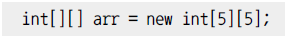 int[][] arr = new int[5][5];